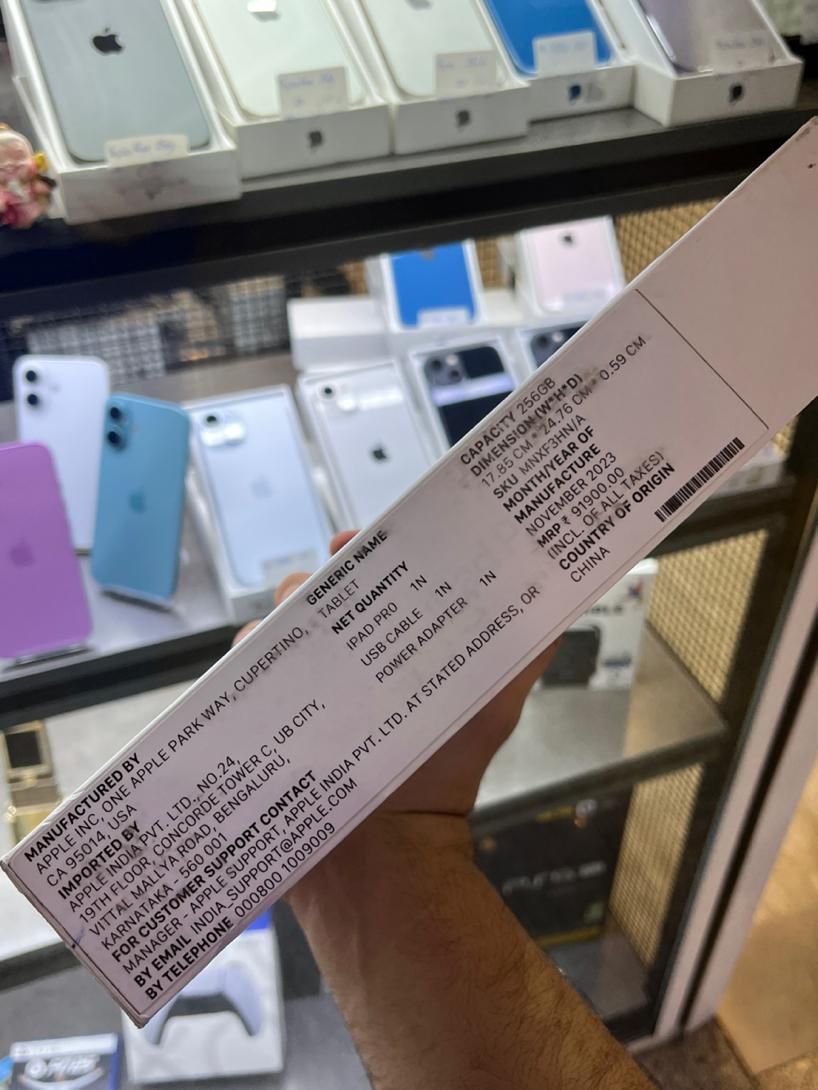 MANUFACTURED BY
APPLE INC, ONE APPLE PARK WAY, CUPERTINO,
CA 95014, USA
IMPORTED BY
APPLE INDIA PVT. LTD., NO.24,
19TH FLOOR, CONCORDE TOWER C, UB CITY,
VITTAL MALLYA ROAD, BENGALURU,
KARNATAKA - 560 001
FOR CUSTOMER SUPPORT CONTACT
MANAGER - APPLE SUPPORT, APPLE INDIA PVT. LTD. AT STATED ADDRESS, OR
BY EMAIL INDIA_SUPPORT@APPLE.COM
BY TELEPHONE 000800 1009009
GENERIC NAME
TABLET
NET QUANTITY
IPAD PRO 1N
USB CABLE 1N
POWER ADAPTER 1N
CAPACITY 256GB
DIMENSION (W*H*D)
17.85 CM * 24.76 CM * 0.59 CM
SKU MNXF3HN/A
MONTH/YEAR OF
MANUFACTURE
NOVEMBER 2023
MRP ₹ 91900.00
(INCL. OF ALL TAXES)
COUNTRY OF ORIGIN
CHINA